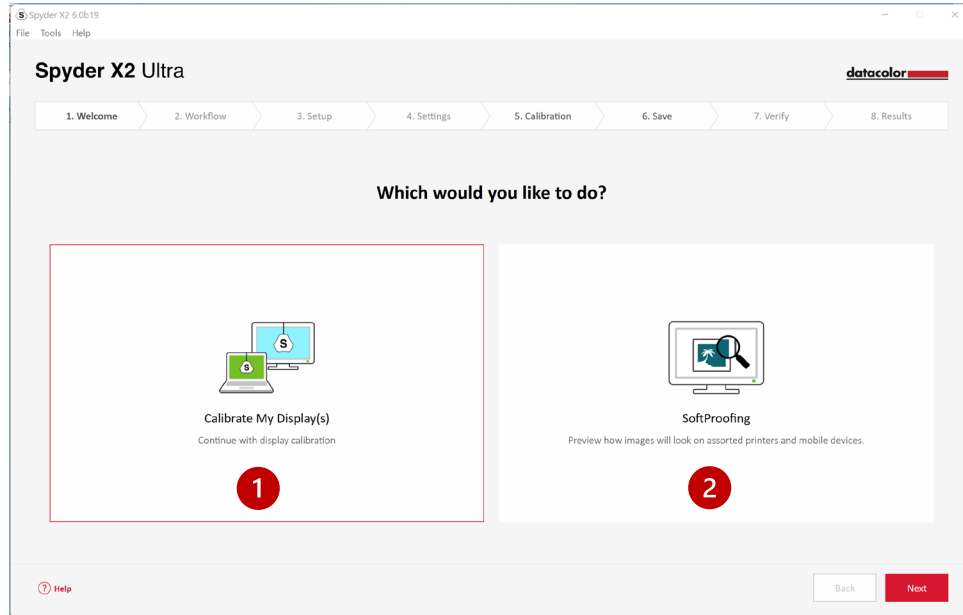 Spyder X2 6.0b19
File Tools Help
Spyder X2 Ultra
datacolor
1. Welcome 2. Workflow 3. Setup 4. Settings 5. Calibration 6. Save 7. Verify 8. Results
Which would you like to do?
S
S
Calibrate My Display(s)
Continue with display calibration
1
SoftProofing
Preview how images will look on assorted printers and mobile devices.
2
? Help
Back Next